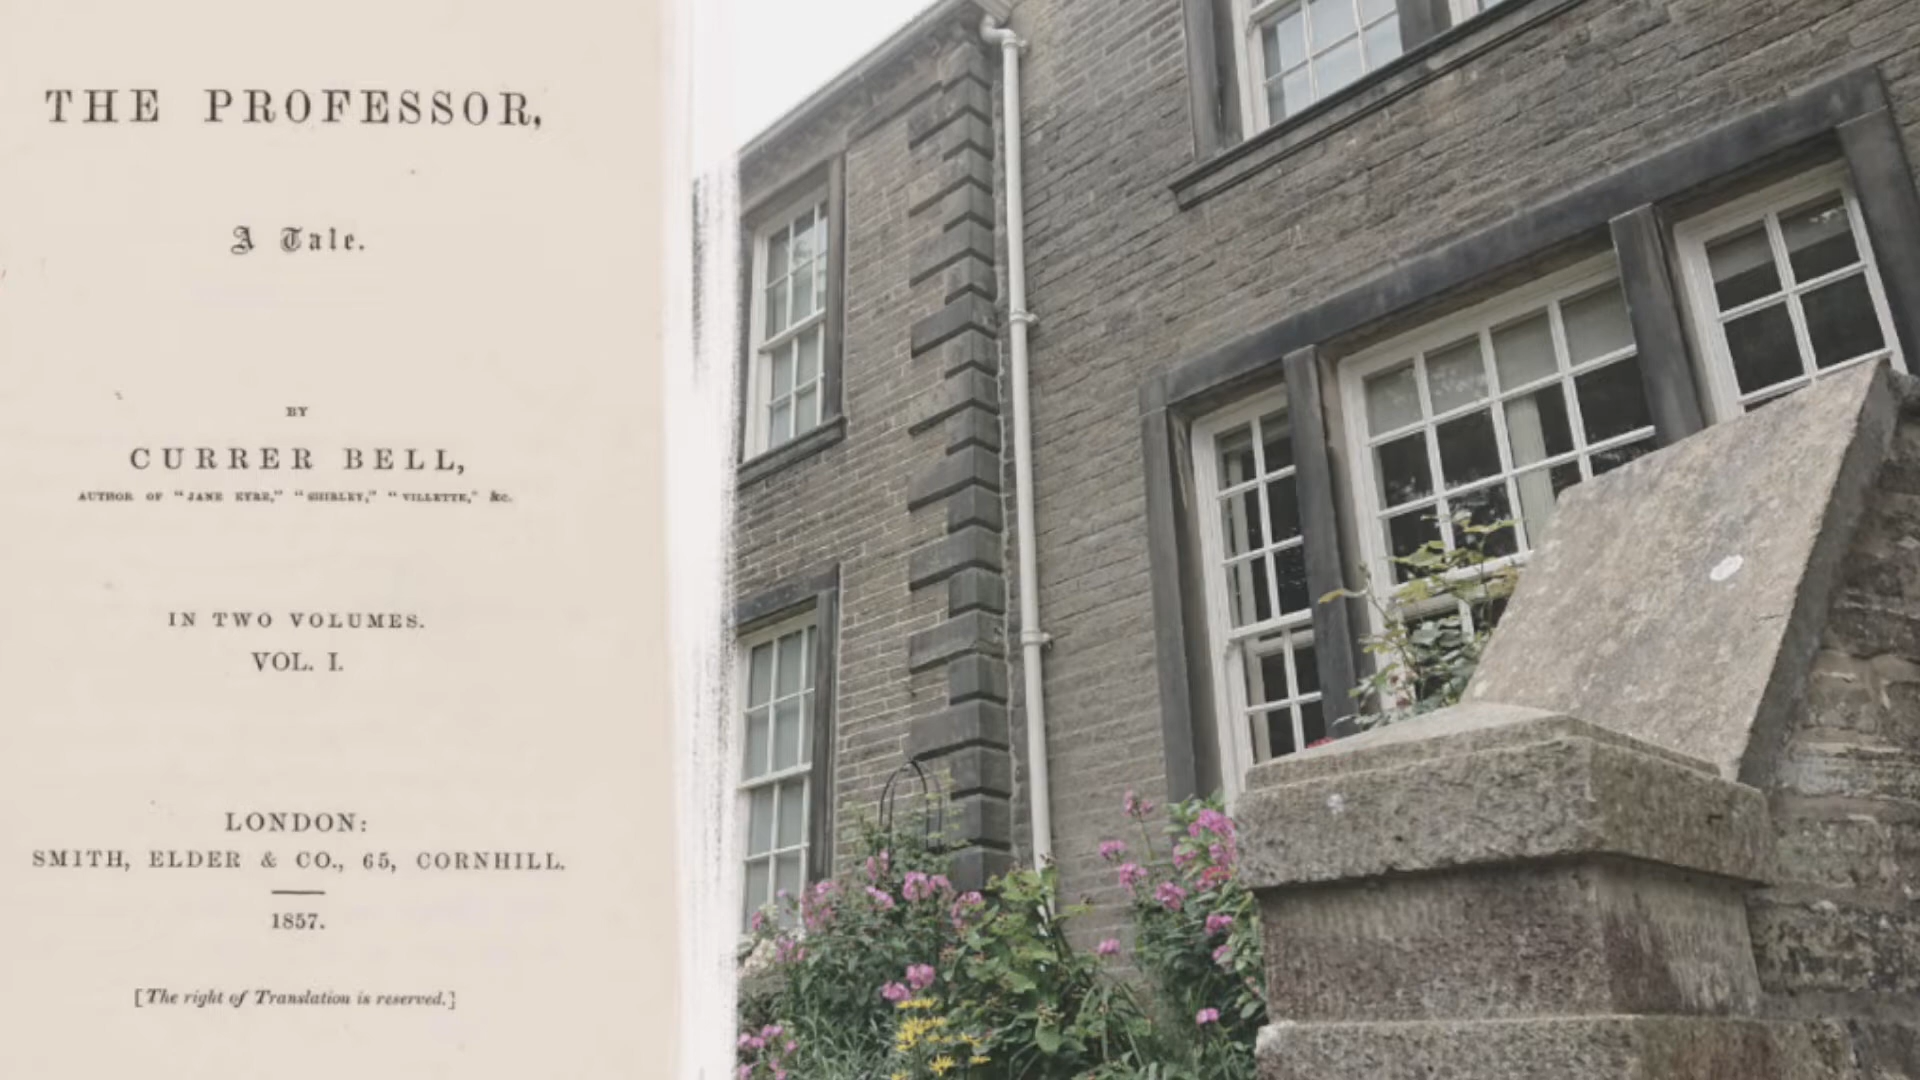 THE PROFESSOR,
A Tale.
BY
CURRER BELL,
AUTHOR OF "JANE EYRE," "SHIRLEY," "VILLETTE," &c.
IN TWO VOLUMES.
VOL. I.
LONDON:
SMITH, ELDER & CO., 65, CORNHILL.
1857.
[The right of Translation is reserved.]